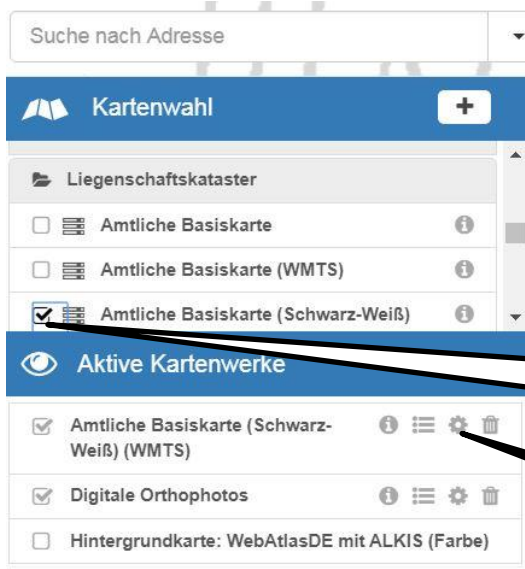 Suche nach Adresse
Kartenwahl
Liegenschaftskataster
Amtliche Basiskarte
Amtliche Basiskarte (WMTS)
Amtliche Basiskarte (Schwarz-Weiß)
Aktive Kartenwerke
Amtliche Basiskarte (Schwarz-
Weiß) (WMTS)
Digitale Orthophotos
Hintergrundkarte: WebAtlasDE mit ALKIS (Farbe)